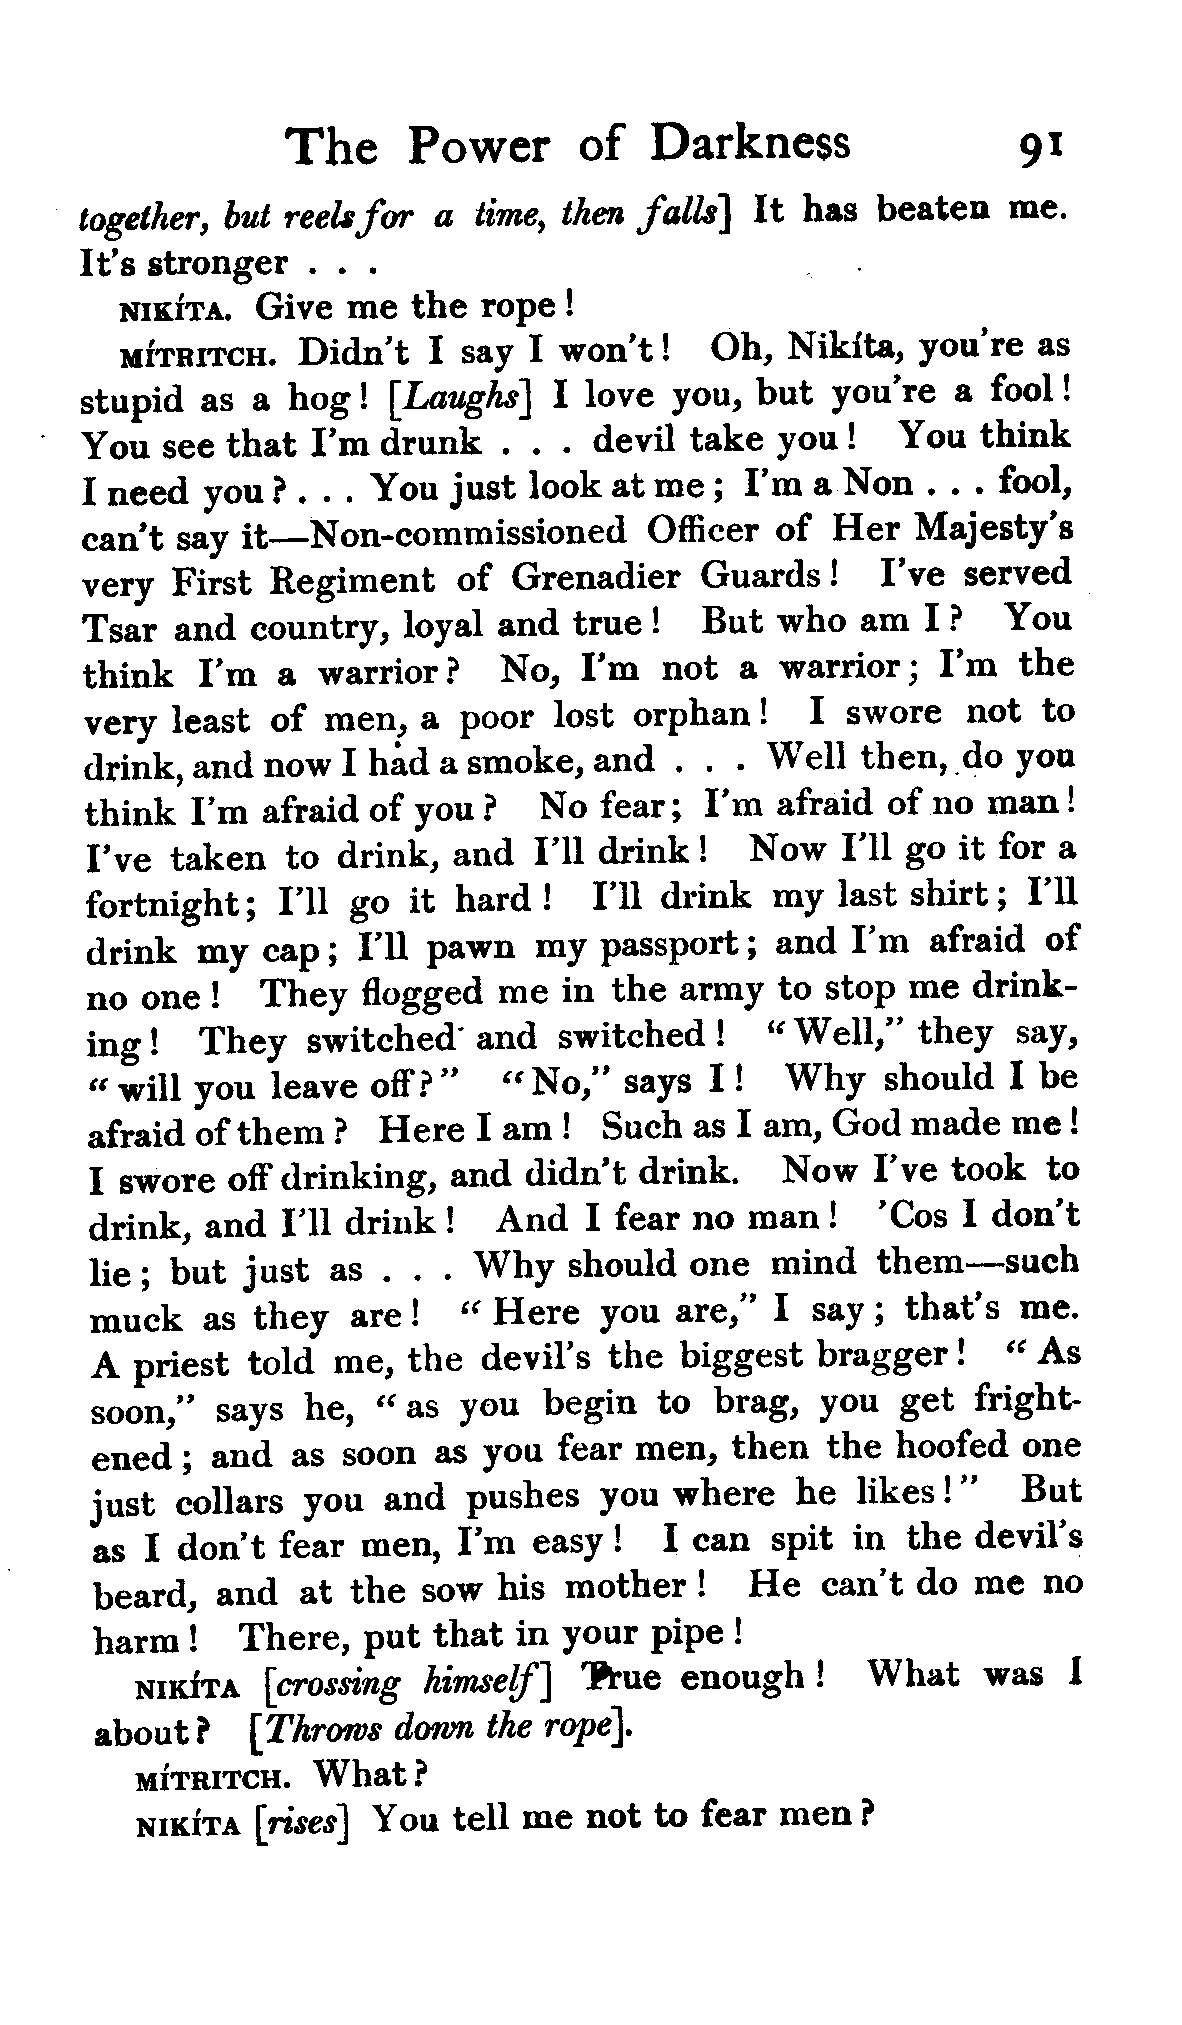 The Power of Darkness 91
together, but reels for a time, then falls] It has beaten me.
It's stronger . . .
NIKÍTA. Give me the rope!
MÍTRITCH. Didn't I say I won't! Oh, Nikíta, you're as
stupid as a hog! [Laughs] I love you, but you're a fool!
You see that I'm drunk . . . devil take you! You think
I need you? . . . You just look at me; I'm a Non . . . fool,
can't say it—Non-commissioned Officer of Her Majesty's
very First Regiment of Grenadier Guards! I've served
Tsar and country, loyal and true! But who am I? You
think I'm a warrior? No, I'm not a warrior; I'm the
very least of men, a poor lost orphan! I swore not to
drink, and now I had a smoke, and . . . Well then, do you
think I'm afraid of you? No fear; I'm afraid of no man!
I've taken to drink, and I'll drink! Now I'll go it for a
fortnight; I'll go it hard! I'll drink my last shirt; I'll
drink my cap; I'll pawn my passport; and I'm afraid of
no one! They flogged me in the army to stop me drink-
ing! They switched and switched! "Well," they say,
"will you leave off?" "No," says I! Why should I be
afraid of them? Here I am! Such as I am, God made me!
I swore off drinking, and didn't drink. Now I've took to
drink, and I'll drink! And I fear no man! 'Cos I don't
lie; but just as . . . Why should one mind them—such
muck as they are! "Here you are," I say; that's me.
A priest told me, the devil's the biggest bragger! "As
soon," says he, "as you begin to brag, you get fright-
ened; and as soon as you fear men, then the hoofed one
just collars you and pushes you where he likes!" But
as I don't fear men, I'm easy! I can spit in the devil's
beard, and at the sow his mother! He can't do me no
harm! There, put that in your pipe!
NIKÍTA [crossing himself] True enough! What was I
about? [Throws down the rope].
MÍTRITCH. What?
NIKÍTA [rises] You tell me not to fear men?